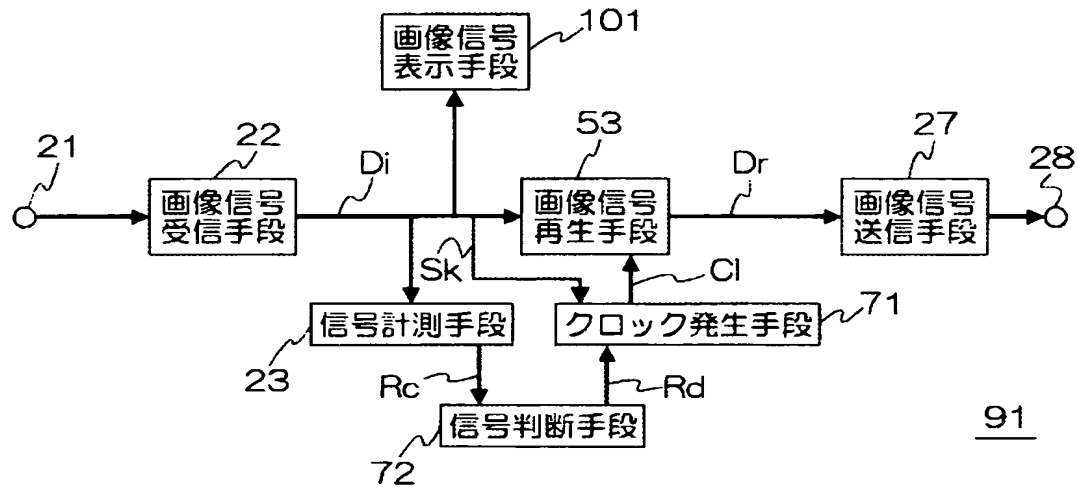 画像信号
表示手段
101
21
22
Di
53
Dr
27
28
画像信号
受信手段
画像信号
再生手段
画像信号
送信手段
Sk
Cl
信号計測手段
クロック発生手段
71
23
Rc
Rd
信号判断手段
72
91